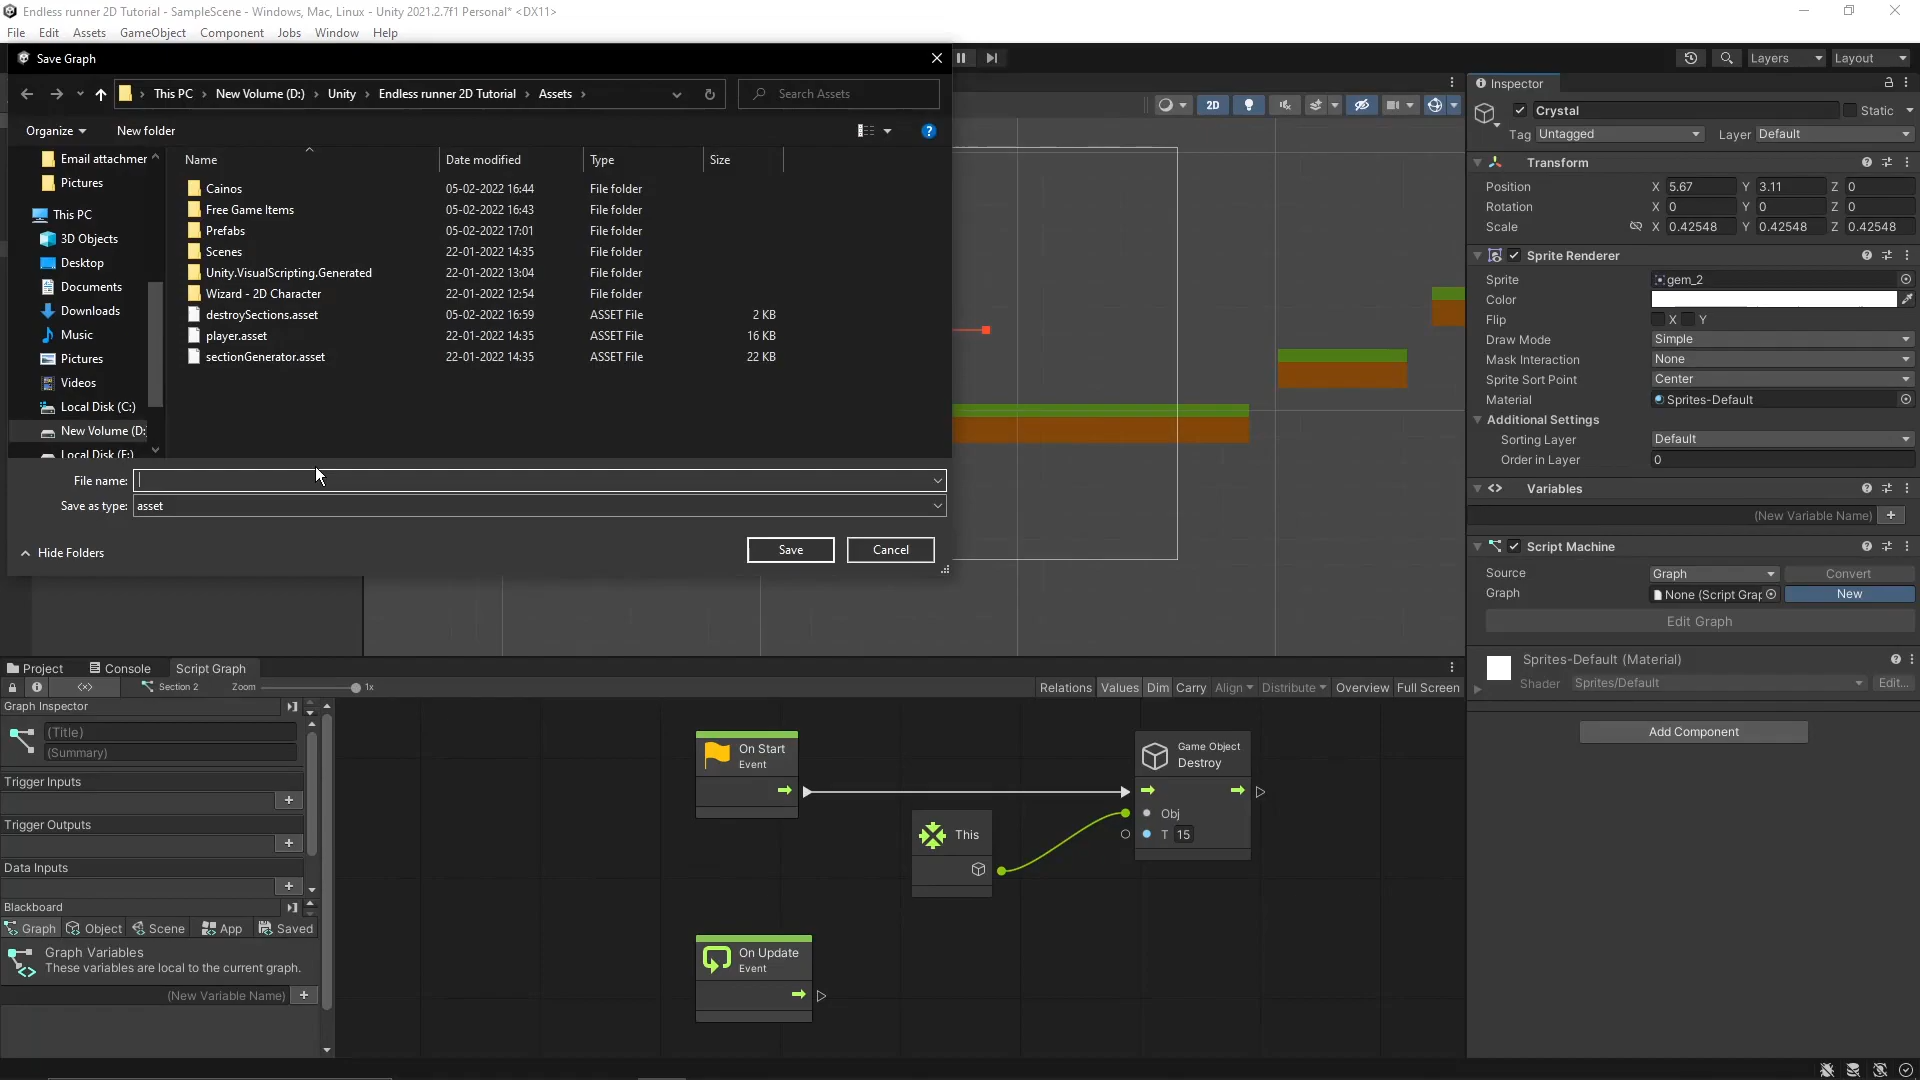 Endless runner 2D Tutorial - SampleScene - Windows, Mac, Linux - Unity 2021.2.7f1 Personal* <DX11>
File Edit Assets GameObject Component Jobs Window Help
Save Graph
This PC New Volume (D:) Unity Endless runner 2D Tutorial Assets
Search Assets
Organize New folder
Name Date modified Type Size
Cainos 05-02-2022 16:44 File folder
Free Game Items 05-02-2022 16:43 File folder
Prefabs 05-02-2022 17:01 File folder
Scenes 22-01-2022 14:35 File folder
Unity.VisualScripting.Generated 22-01-2022 13:04 File folder
Wizard - 2D Character 22-01-2022 12:54 File folder
destroySections.asset 05-02-2022 16:59 ASSET File 2 KB
player.asset 22-01-2022 14:35 ASSET File 16 KB
sectionGenerator.asset 22-01-2022 14:35 ASSET File 22 KB
Email attachmer
Pictures
This PC
3D Objects
Desktop
Documents
Downloads
Music
Pictures
Videos
Local Disk (C:)
New Volume (D:
Local Disk (F:)
File name:
Save as type: asset
Hide Folders
Save Cancel
Layers Layout
2D
Inspector
Crystal Static
Tag Untagged Layer Default
Transform
Position X 5.67 Y 3.11 Z 0
Rotation X 0 Y 0 Z 0
Scale X 0.42548 Y 0.42548 Z 0.42548
Sprite Renderer
Sprite gem_2
Color
Flip X Y
Draw Mode Simple
Mask Interaction None
Sprite Sort Point Center
Material Sprites-Default
Additional Settings
Sorting Layer Default
Order in Layer 0
Variables
(New Variable Name) +
Script Machine
Source Graph Convert
Graph None (Script Grap New
Edit Graph
Sprites-Default (Material)
Shader Sprites/Default Edit...
Add Component
Project Console Script Graph
<x> Section 2 Zoom 1x
Relations Values Dim Carry Align Distribute Overview Full Screen
Graph Inspector
(Title)
(Summary)
Trigger Inputs
+
Trigger Outputs
+
Data Inputs
+
Blackboard
Graph Object Scene App Saved
Graph Variables
These variables are local to the current graph.
(New Variable Name) +
On Start
Event
This
Game Object
Destroy
Obj
T 15
On Update
Event